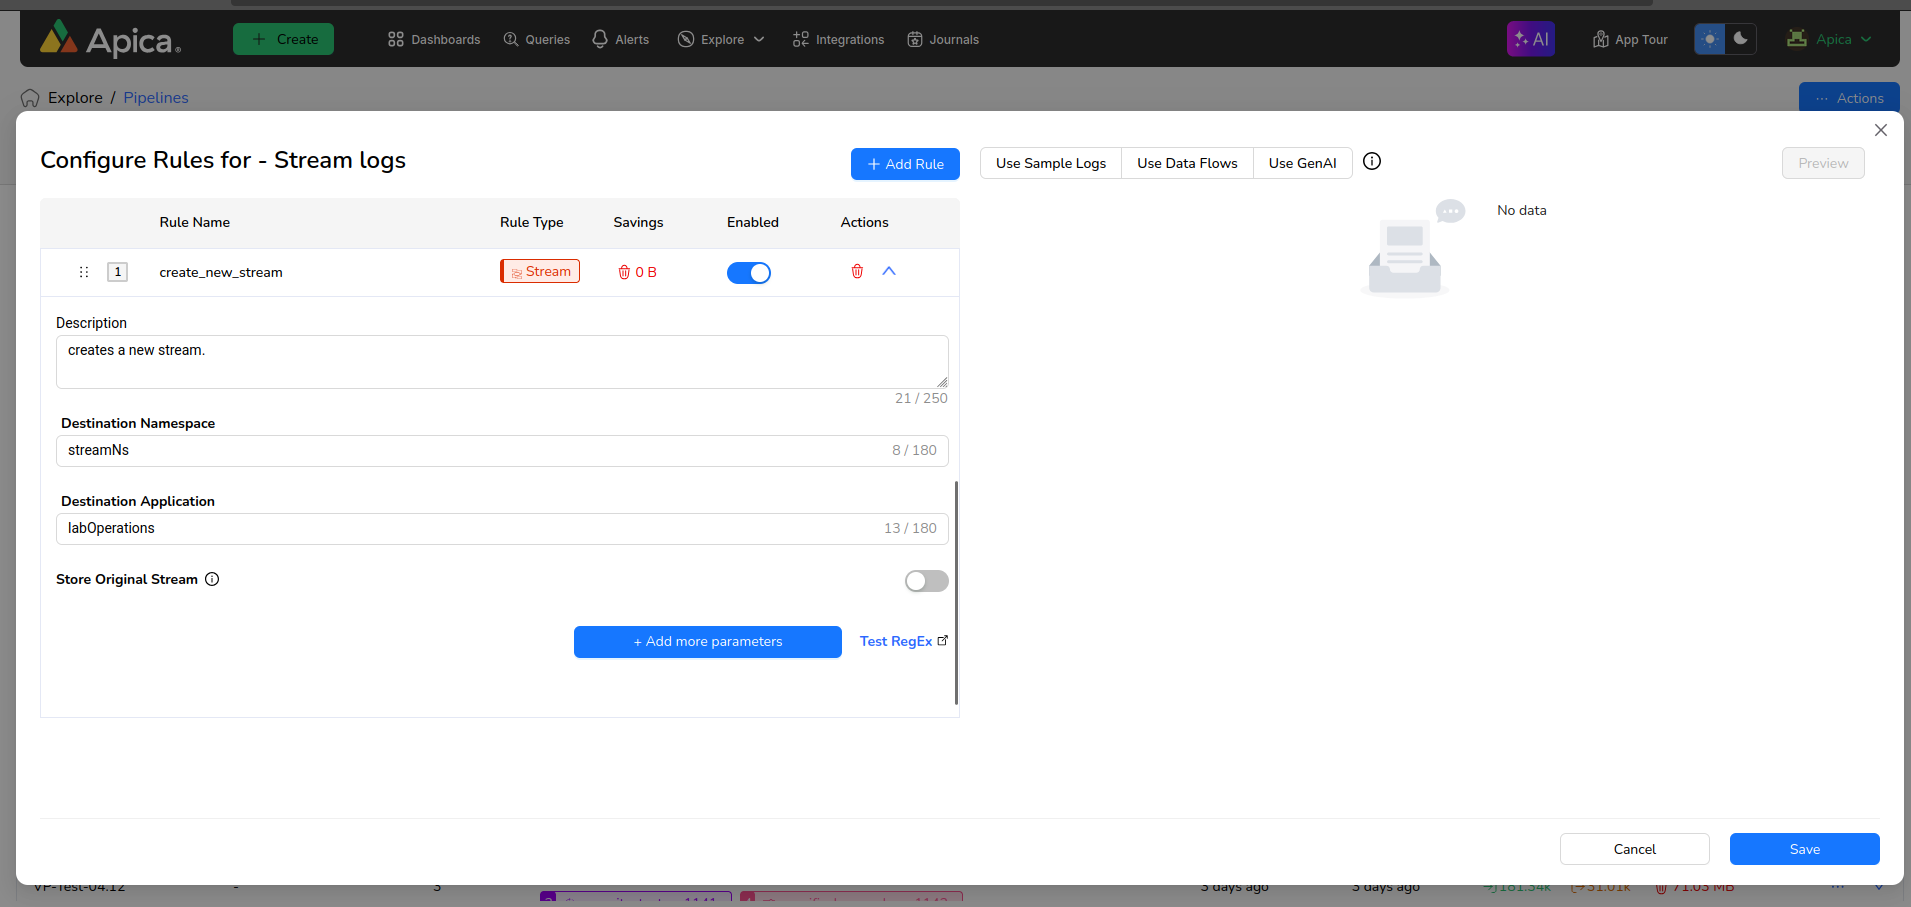 Apica
Create
Dashboards
Queries
Alerts
Explore
Integrations
Journals
AI
App Tour
Apica
Explore / Pipelines
··· Actions
Configure Rules for - Stream logs
+ Add Rule
Use Sample Logs
Use Data Flows
Use GenAI
Preview
Rule Name
Rule Type
Savings
Enabled
Actions
No data
1
create_new_stream
Stream
0 B
Description
creates a new stream.
21 / 250
Destination Namespace
streamNs
8 / 180
Destination Application
labOperations
13 / 180
Store Original Stream
+ Add more parameters
Test RegEx
Cancel
Save
VP-Test-04.12
-
3
3 days ago
3 days ago
181.34k
31.01k
71.03 MB